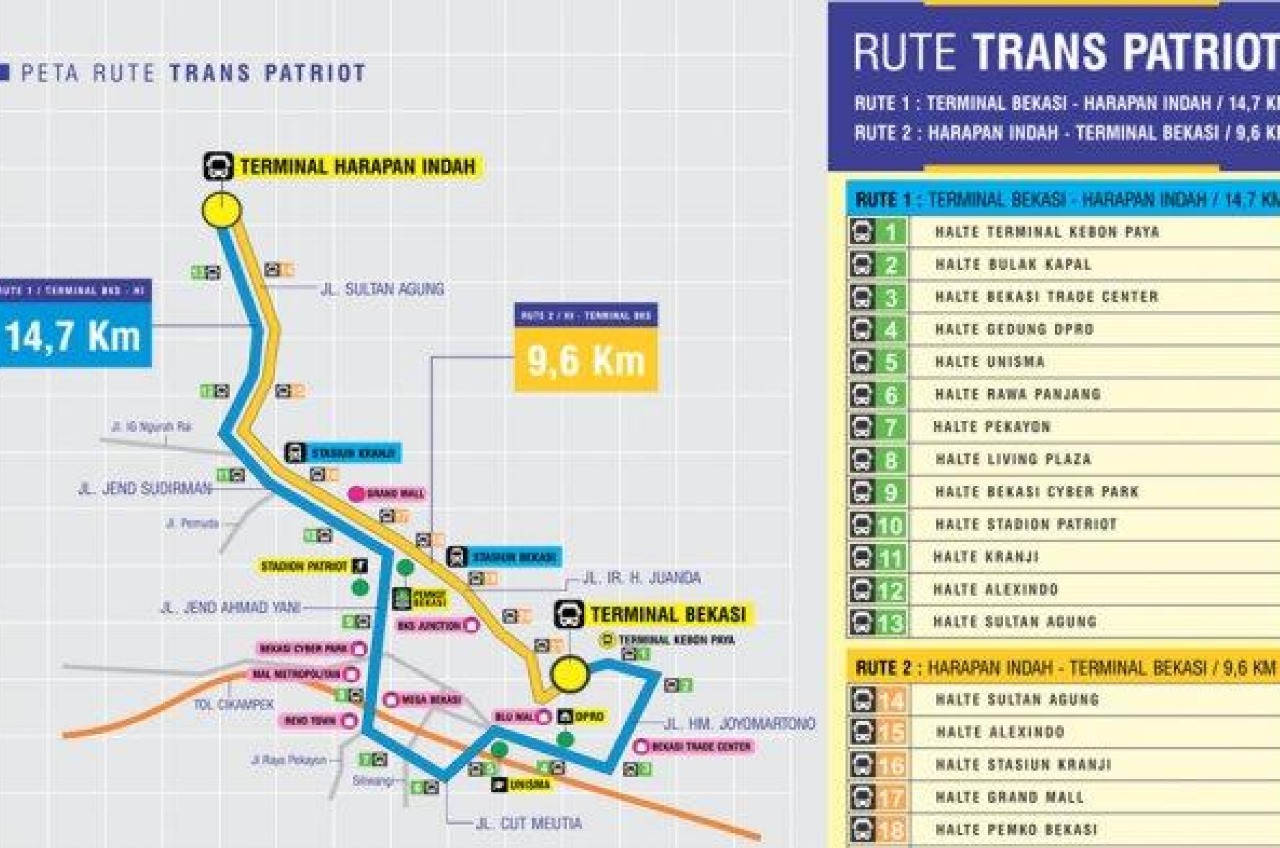 PETA RUTE TRANS PATRIOT
TERMINAL HARAPAN INDAH
JL. SULTAN AGUNG
RUTE 1 / TERMINAL BKS - HI
14,7 Km
RUTE 2 / HI - TERMINAL BKS
9,6 Km
Jl. IG Ngurah Rai
STASIUN KRANJI
JL. JEND SUDIRMAN
GRAND MALL
Jl. Pemuda
STASIUN BEKASI
STADION PATRIOT
JL. IR. H. JUANDA
PEMKO
BEKASI
JL. JEND AHMAD YANI
TERMINAL BEKASI
BKS JUNCTION
TERMINAL KEBON PAYA
1
BEKASI CYBER PARK
MAL METROPOLITAN
2
TOL CIKAMPEK
MEGA BEKASI
REVO TOWN
BLU MALL
DPRD
JL. HM. JOYOMARTONO
BEKASI TRADE CENTER
Jl Raya Pekayon
7
4
3
Siliwangi
UNISMA
6
JL. CUT MEUTIA
RUTE TRANS PATRIOT
RUTE 1 : TERMINAL BEKASI - HARAPAN INDAH / 14,7 K
RUTE 2 : HARAPAN INDAH - TERMINAL BEKASI / 9,6 K
RUTE 1 : TERMINAL BEKASI - HARAPAN INDAH / 14,7 KM
1 HALTE TERMINAL KEBON PAYA
2 HALTE BULAK KAPAL
3 HALTE BEKASI TRADE CENTER
4 HALTE GEDUNG DPRD
5 HALTE UNISMA
6 HALTE RAWA PANJANG
7 HALTE PEKAYON
8 HALTE LIVING PLAZA
9 HALTE BEKASI CYBER PARK
10 HALTE STADION PATRIOT
11 HALTE KRANJI
12 HALTE ALEXINDO
13 HALTE SULTAN AGUNG
RUTE 2 : HARAPAN INDAH - TERMINAL BEKASI / 9,6 KM
14 HALTE SULTAN AGUNG
15 HALTE ALEXINDO
16 HALTE STASIUN KRANJI
17 HALTE GRAND MALL
18 HALTE PEMKO BEKASI